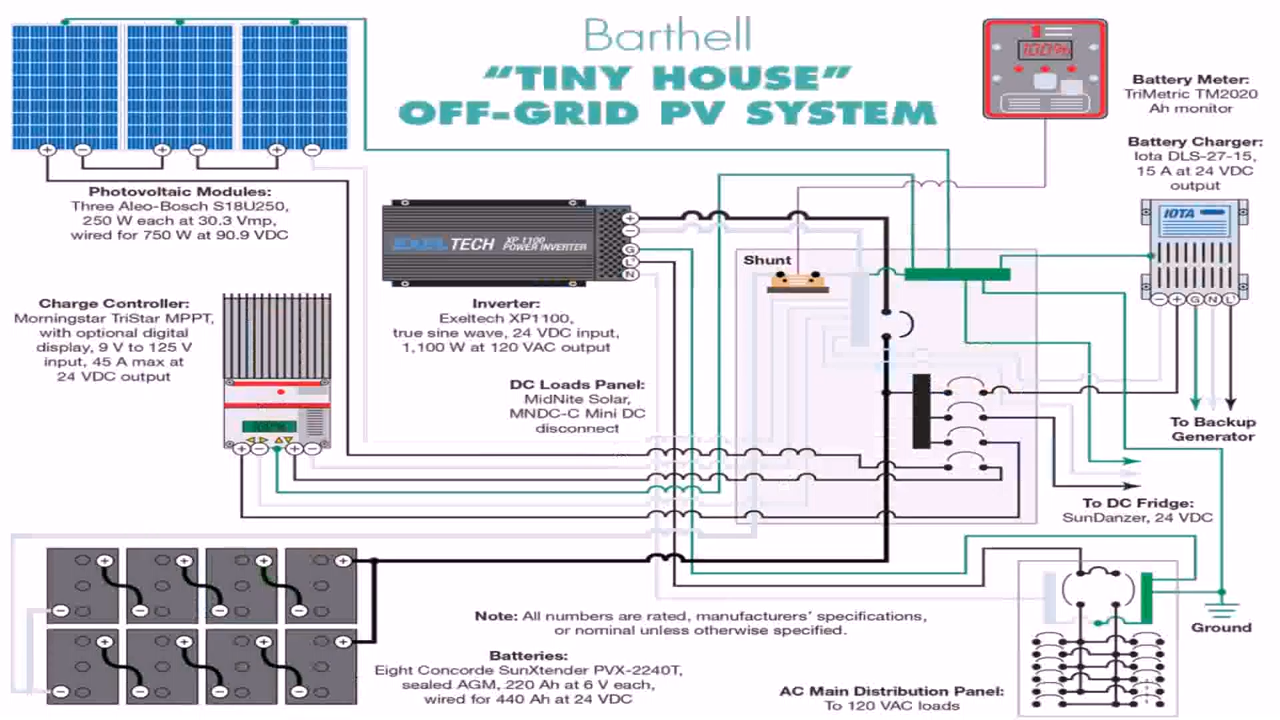 Barthell
“TINY HOUSE”
OFF-GRID PV SYSTEM
100%
Battery Meter:
TriMetric TM2020
Ah monitor
Battery Charger:
Iota DLS-27-15,
15 A at 24 VDC
output
IOTA
− + G N L¹
To Backup
Generator
+ − + − + −
Photovoltaic Modules:
Three Aleo-Bosch S18U250,
250 W each at 30.3 Vmp,
wired for 750 W at 90.9 VDC
EXELTECH XP 1100
POWER INVERTER
+
−
G
L¹
N
Inverter:
Exeltech XP1100,
true sine wave, 24 VDC input,
1,100 W at 120 VAC output
Shunt
Charge Controller:
Morningstar TriStar MPPT,
with optional digital
display, 9 V to 125 V
input, 45 A max at
24 VDC output
100%
+ − + −
DC Loads Panel:
MidNite Solar,
MNDC-C Mini DC
disconnect
To DC Fridge:
SunDanzer, 24 VDC
+ + + +
− − − −
+ + + +
− − − −
Note: All numbers are rated, manufacturers’ specifications,
or nominal unless otherwise specified.
Batteries:
Eight Concorde SunXtender PVX-2240T,
sealed AGM, 220 Ah at 6 V each,
wired for 440 Ah at 24 VDC
Ground
AC Main Distribution Panel:
To 120 VAC loads